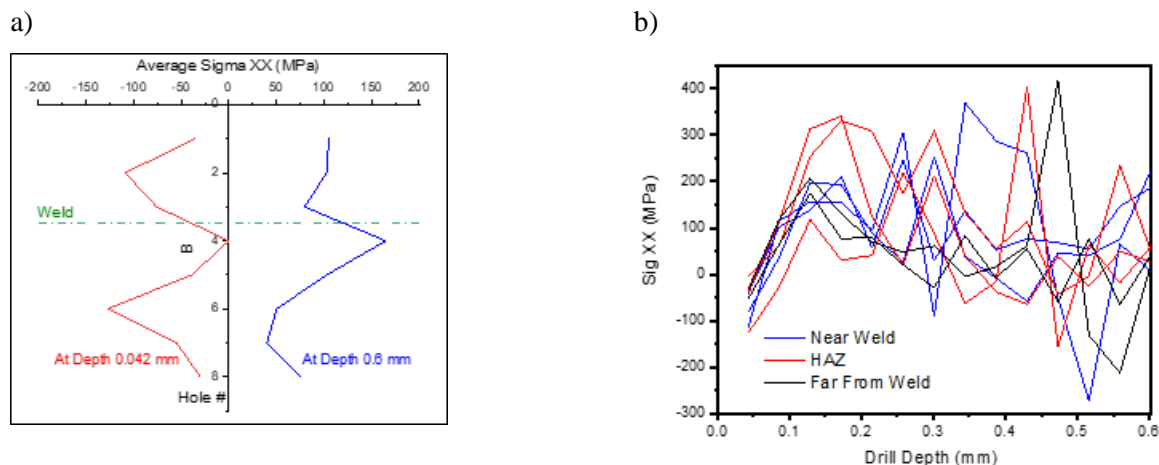 a)
Average Sigma XX (MPa)
-200 -150 -100 -50 0 50 100 150 200
0
2
Weld
4
B
6
At Depth 0.042 mm At Depth 0.6 mm
8
Hole #
b)
400
300
200
100
0
-100
-200
-300
Sig XX (MPa)
Near Weld
HAZ
Far From Weld
0.0 0.1 0.2 0.3 0.4 0.5 0.6
Drill Depth (mm)